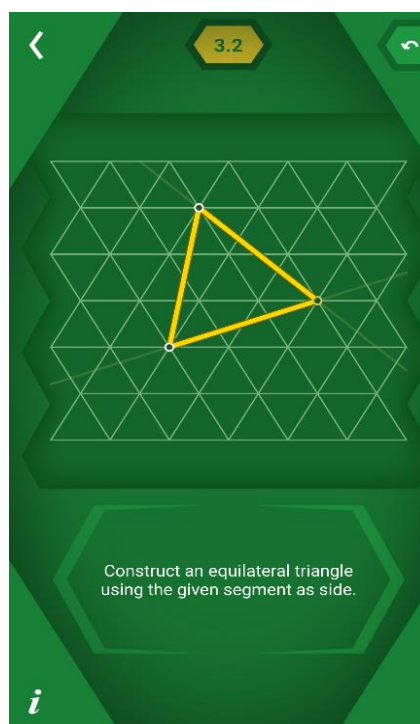 3.2
Construct an equilateral triangle
using the given segment as side.
i